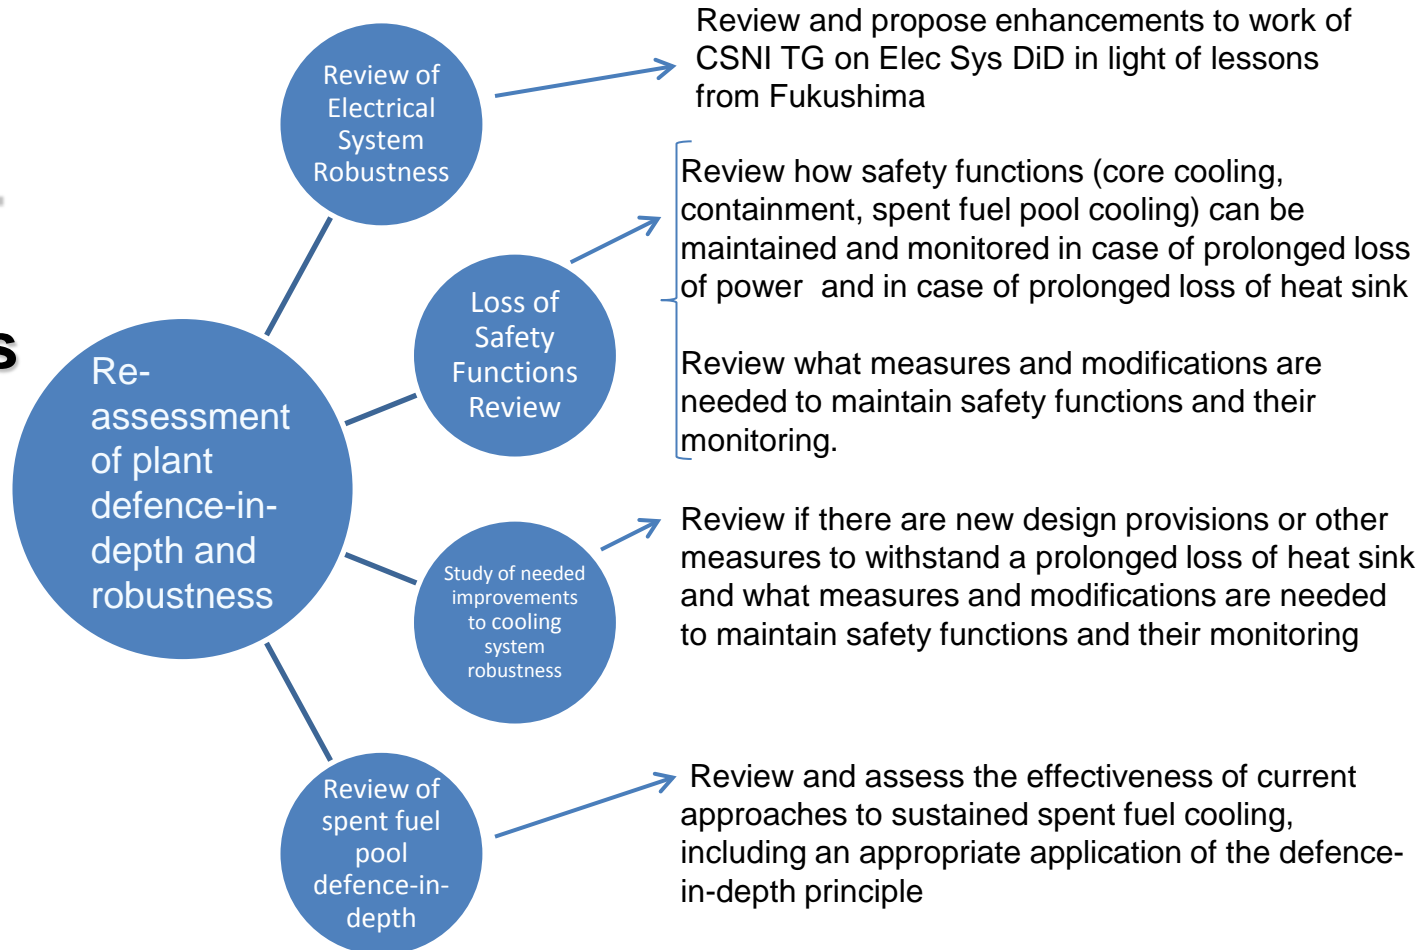 Review of
Electrical
System
Robustness
Review and propose enhancements to work of
CSNI TG on Elec Sys DiD in light of lessons
from Fukushima
Loss of
Safety
Functions
Review
Review how safety functions (core cooling,
containment, spent fuel pool cooling) can be
maintained and monitored in case of prolonged loss
of power and in case of prolonged loss of heat sink
Review what measures and modifications are
needed to maintain safety functions and their
monitoring.
s
Re-
assessment
of plant
defence-in-
depth and
robustness
Study of needed
improvements
to cooling
system
robustness
Review if there are new design provisions or other
measures to withstand a prolonged loss of heat sink
and what measures and modifications are needed
to maintain safety functions and their monitoring
Review of
spent fuel
pool
defence-in-
depth
Review and assess the effectiveness of current
approaches to sustained spent fuel cooling,
including an appropriate application of the defence-
in-depth principle